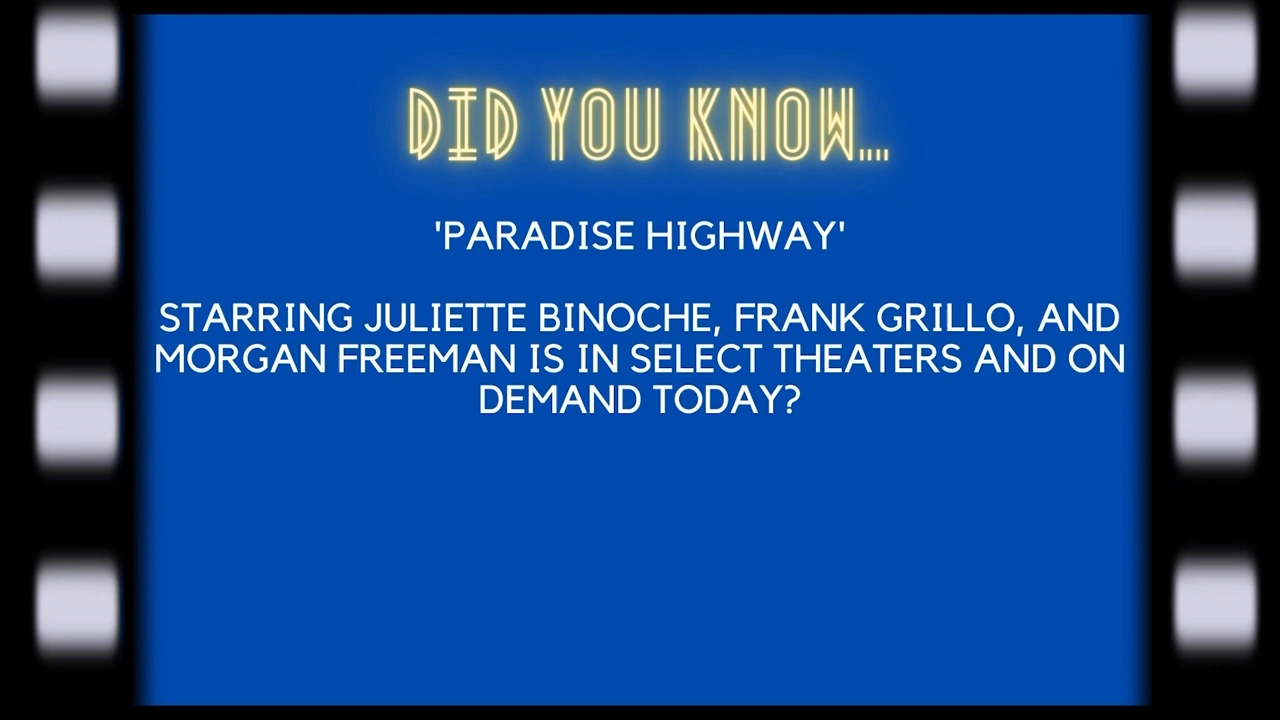 DID YOU KNOW....
'PARADISE HIGHWAY'
STARRING JULIETTE BINOCHE, FRANK GRILLO, AND
MORGAN FREEMAN IS IN SELECT THEATERS AND ON
DEMAND TODAY?